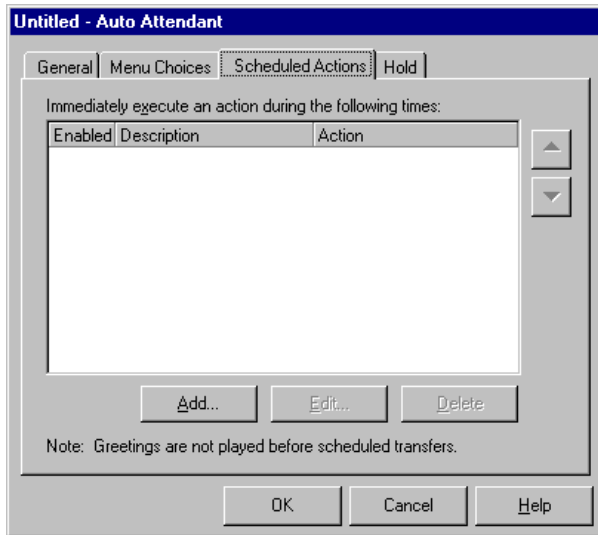 Untitled - Auto Attendant
General Menu Choices Scheduled Actions Hold
Immediately execute an action during the following times:
Enabled Description Action
Add... Edit... Delete
Note: Greetings are not played before scheduled transfers.
OK Cancel Help